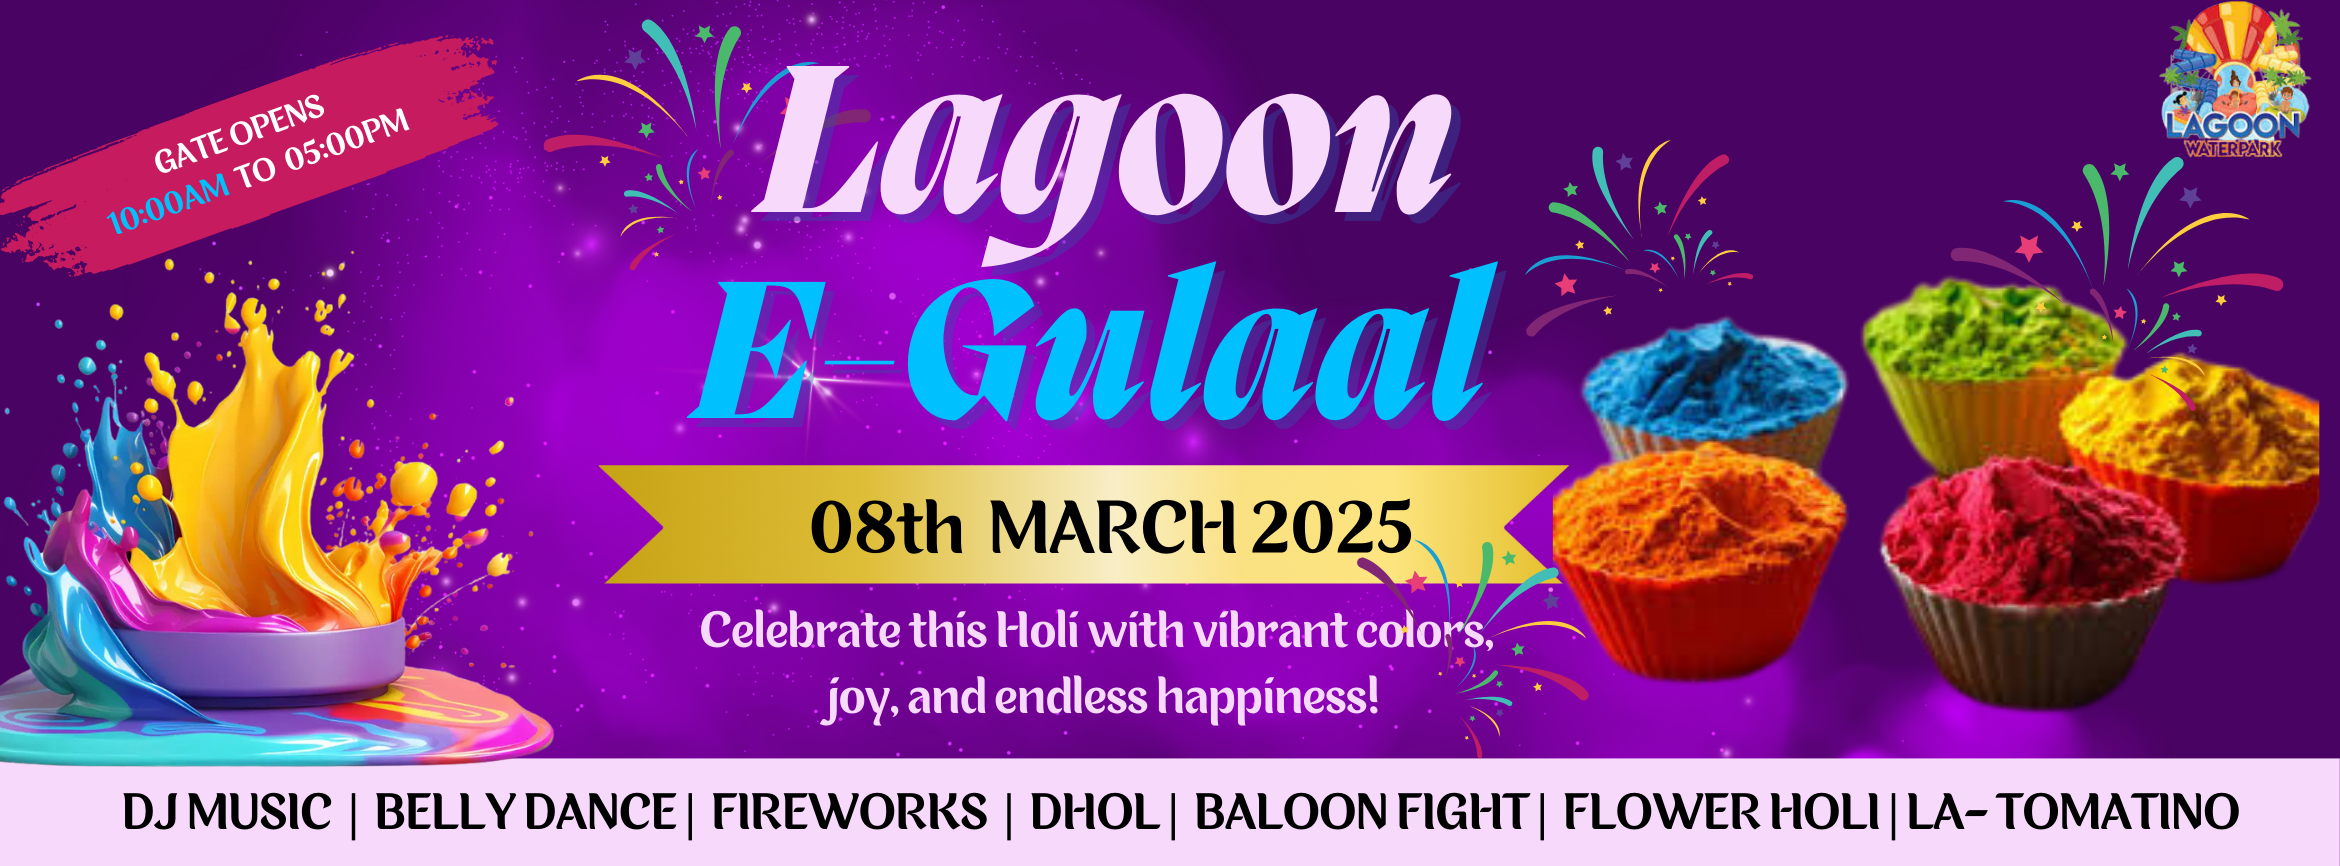 GATE OPENS
10:00AM TO 05:00PM
Lagoon
E-Gulaal
LAGOON
WATERPARK
08th MARCH 2025
Celebrate this Holi with vibrant colors,
joy, and endless happiness!
DJ MUSIC | BELLY DANCE | FIREWORKS | DHOL | BALOON FIGHT | FLOWER HOLI | LA- TOMATINO